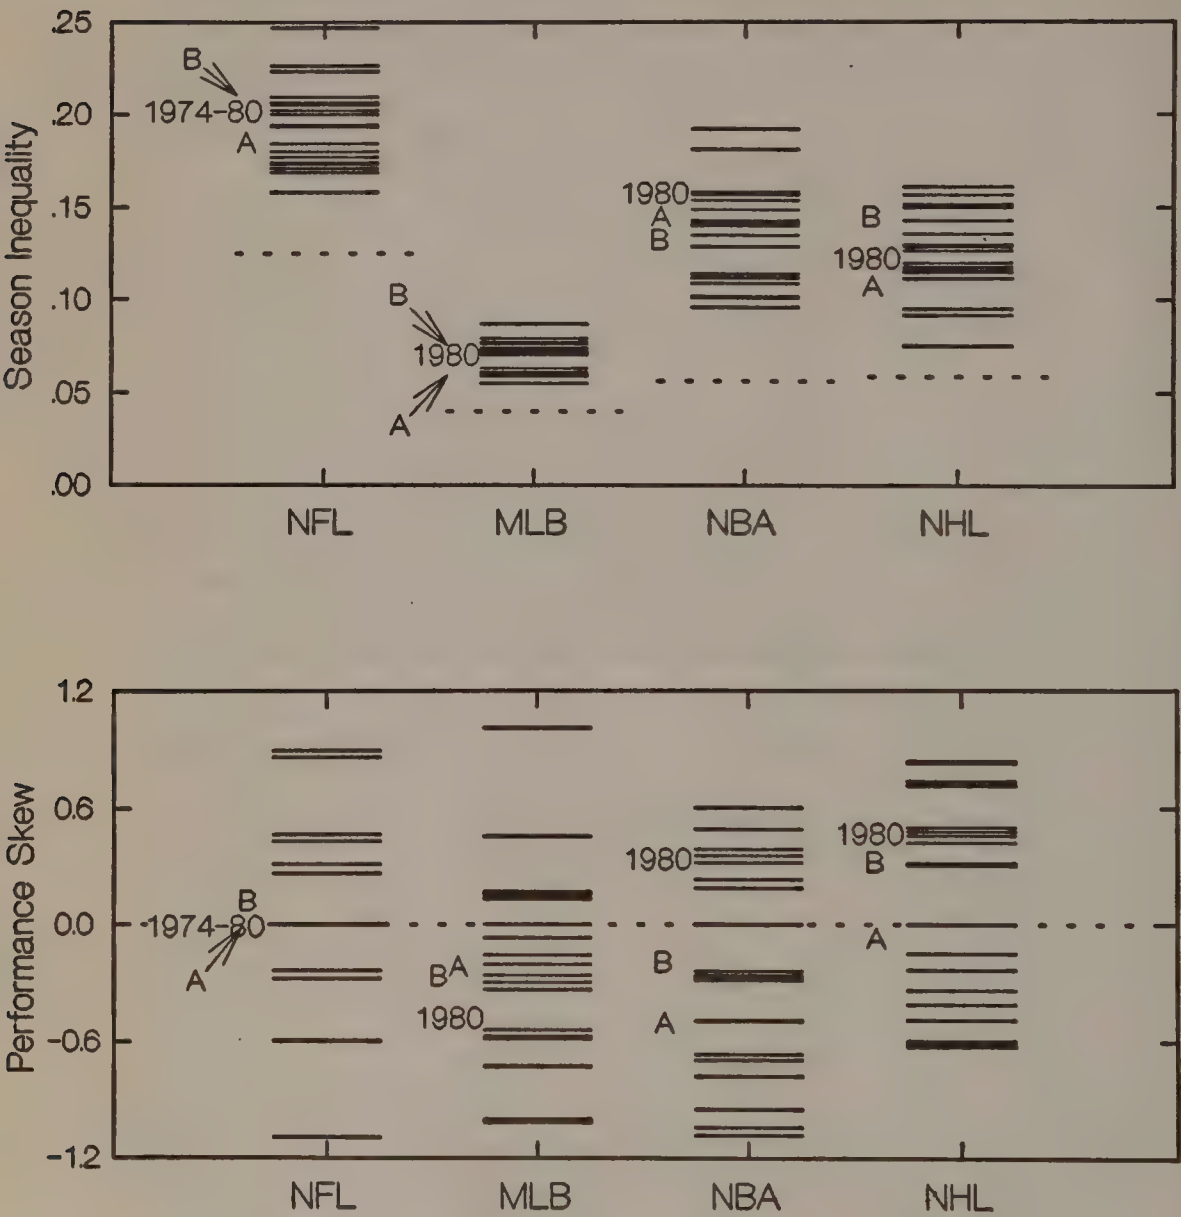 .25
B
.20
1974-80
A
Season Inequality
.15
1980
A
B
B
1980
A
.10
B
1980
.05
A
.00
NFL MLB NBA NHL
1.2
0.6
1980
1980
B
Performance Skew
B
0.0
1974-80
A
A
B A
B
1980
A
-0.6
-1.2
NFL MLB NBA NHL